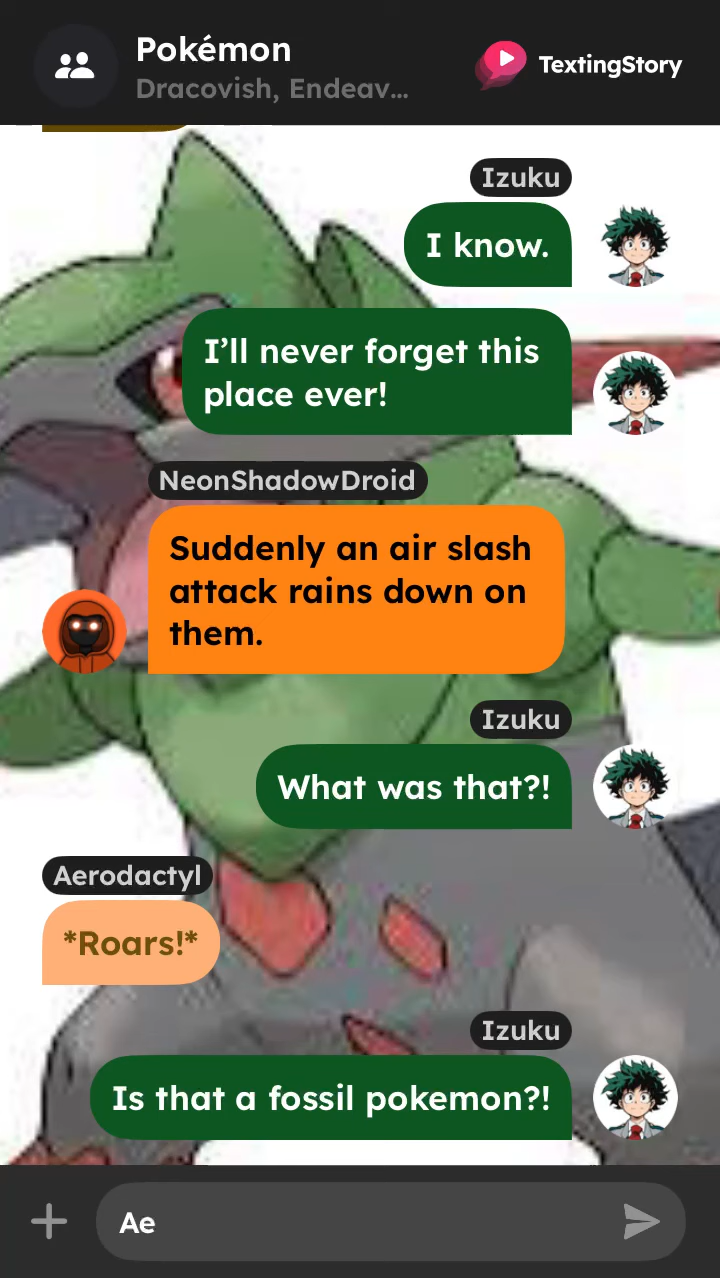 Pokémon
Dracovish, Endeav...
TextingStory
Izuku
I know.
I’ll never forget this
place ever!
NeonShadowDroid
Suddenly an air slash
attack rains down on
them.
Izuku
What was that?!
Aerodactyl
*Roars!*
Izuku
Is that a fossil pokemon?!
Ae